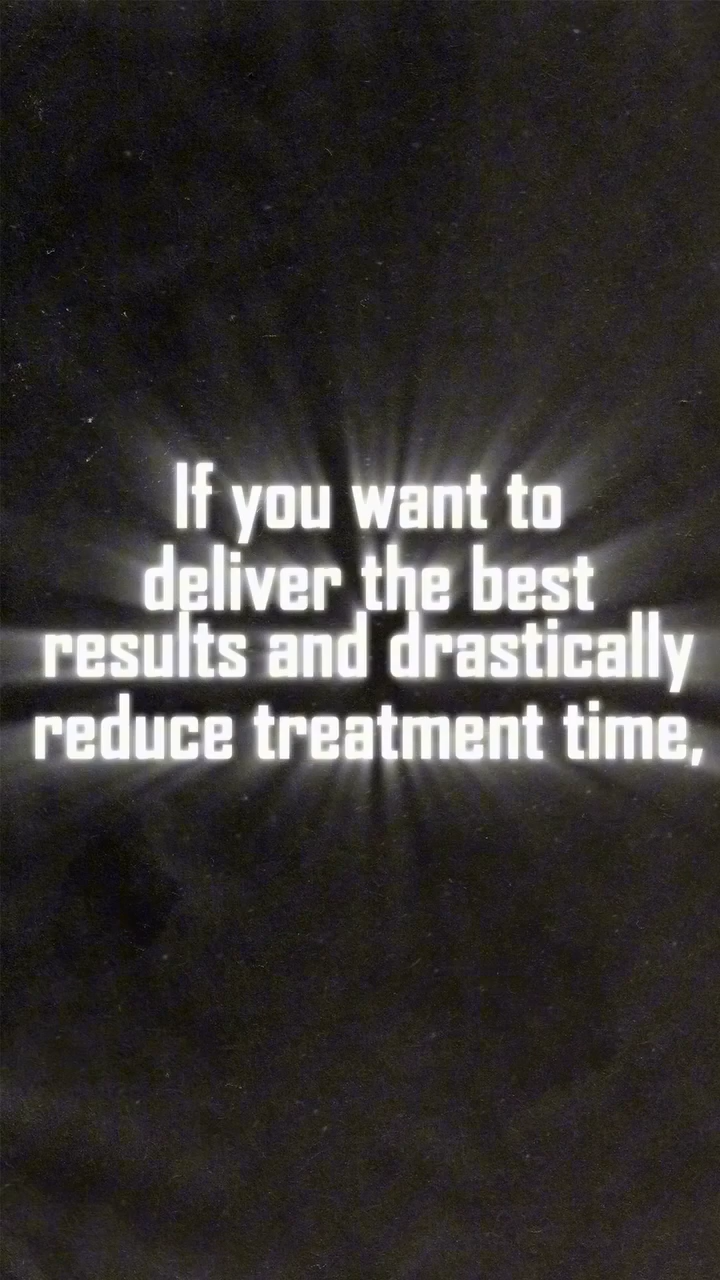 If you want to
deliver the best
results and drastically
reduce treatment time,